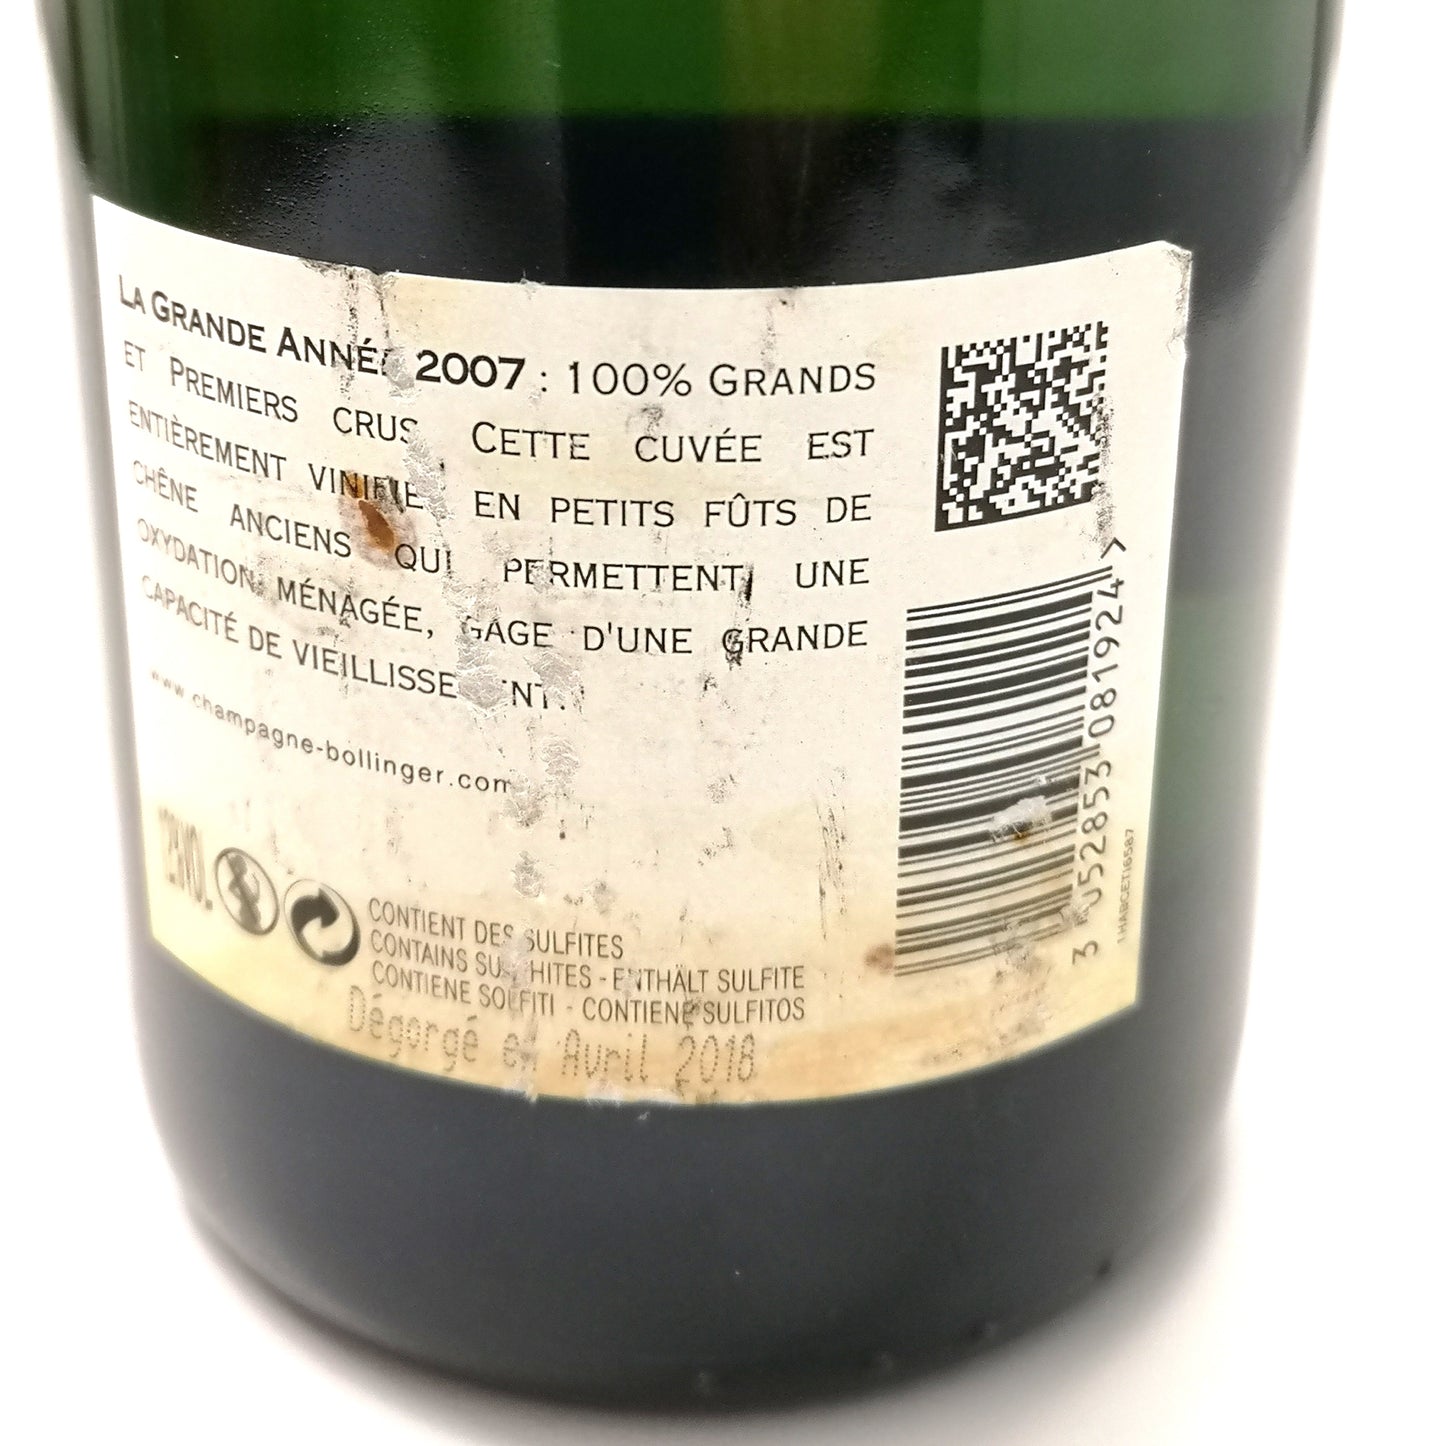 LA GRANDE ANNÉE 2007 : 100% GRANDS
ET PREMIERS CRUS. CETTE CUVÉE EST
ENTIÈREMENT VINIFIÉE EN PETITS FÛTS DE
CHÊNE ANCIENS QUI PERMETTENT UNE
OXYDATION MÉNAGÉE, GAGE D'UNE GRANDE
CAPACITÉ DE VIEILLISSEMENT.
www.champagne-bollinger.com
12%VOL
CONTIENT DES SULFITES
CONTAINS SULPHITES - ENTHÄLT SULFITE
CONTIENE SOLFITI - CONTIENE SULFITOS
Dégorgé en Avril 2018
3 052853 081924 >